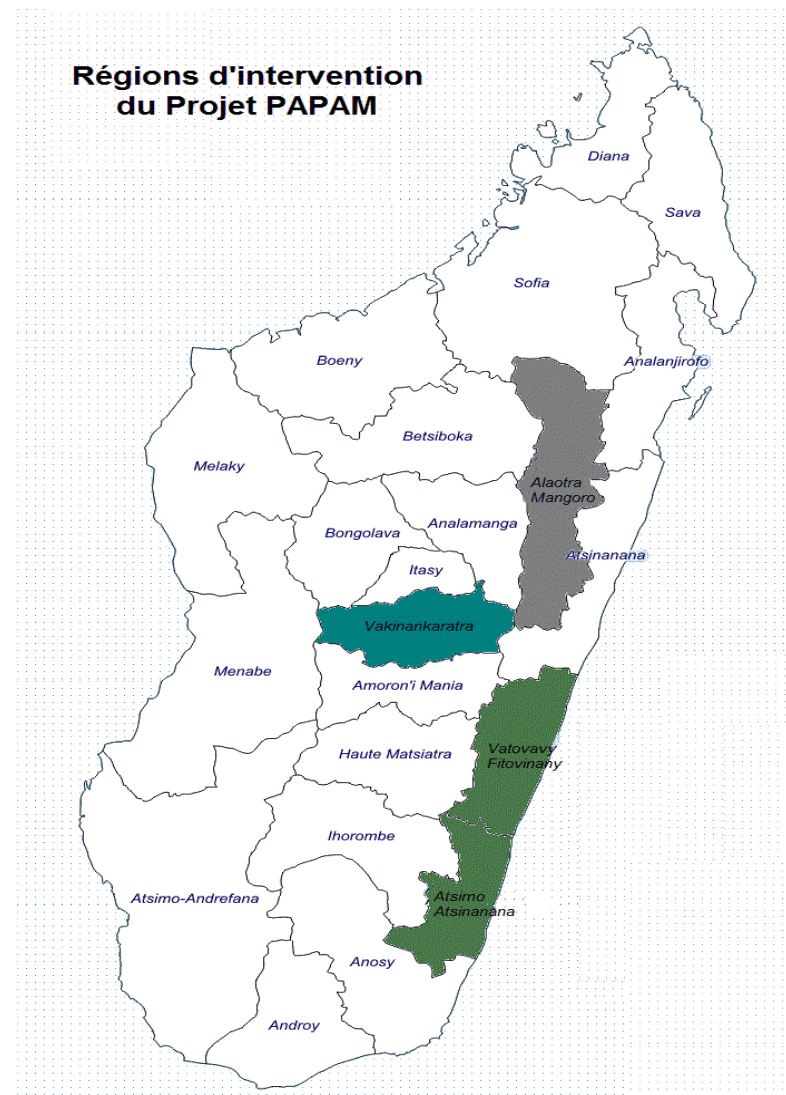 Régions d'intervention
du Projet PAPAM
Diana
Sava
Sofia
Boeny
Analanjirofo
Betsiboka
Melaky
Alaotra
Mangoro
Analamanga
Bongolava
Atsinanana
Itasy
Vakinankaratra
Menabe
Amoron'i Mania
Haute Matsiatra
Vatovavy
Fitovinany
Ihorombe
Atsimo-Andrefana
Atsimo
Atsinanana
Anosy
Androy